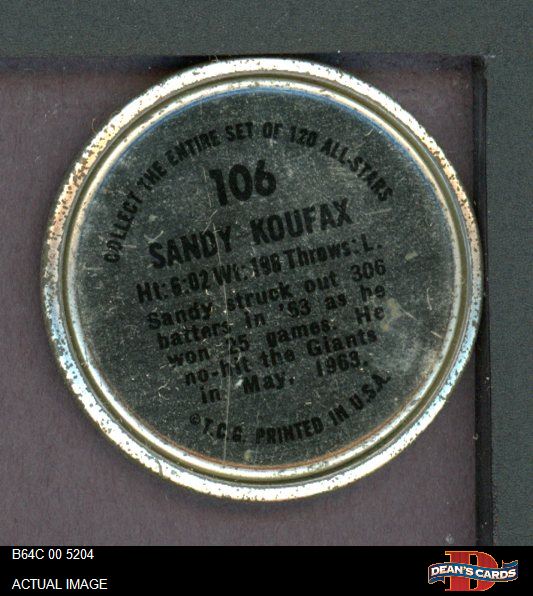 COLLECT THE ENTIRE SET OF 120 ALL-STARS
106
SANDY KOUFAX
Ht: 6:02 Wt: 198 Throws: L.
Sandy struck out 306
batters in '53 as he
won 25 games. He
no-hit the Giants
in May, 1963.
©T.C.G. PRINTED IN U.S.A.
B64C 00 5204
ACTUAL IMAGE
D
DEAN'S CARDS